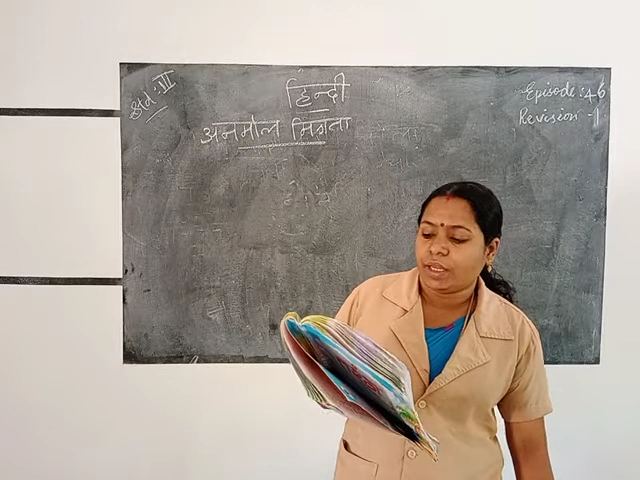 Std: VI
हिन्दी
अनमोल मित्रता
Episode: 46
Revision - 1